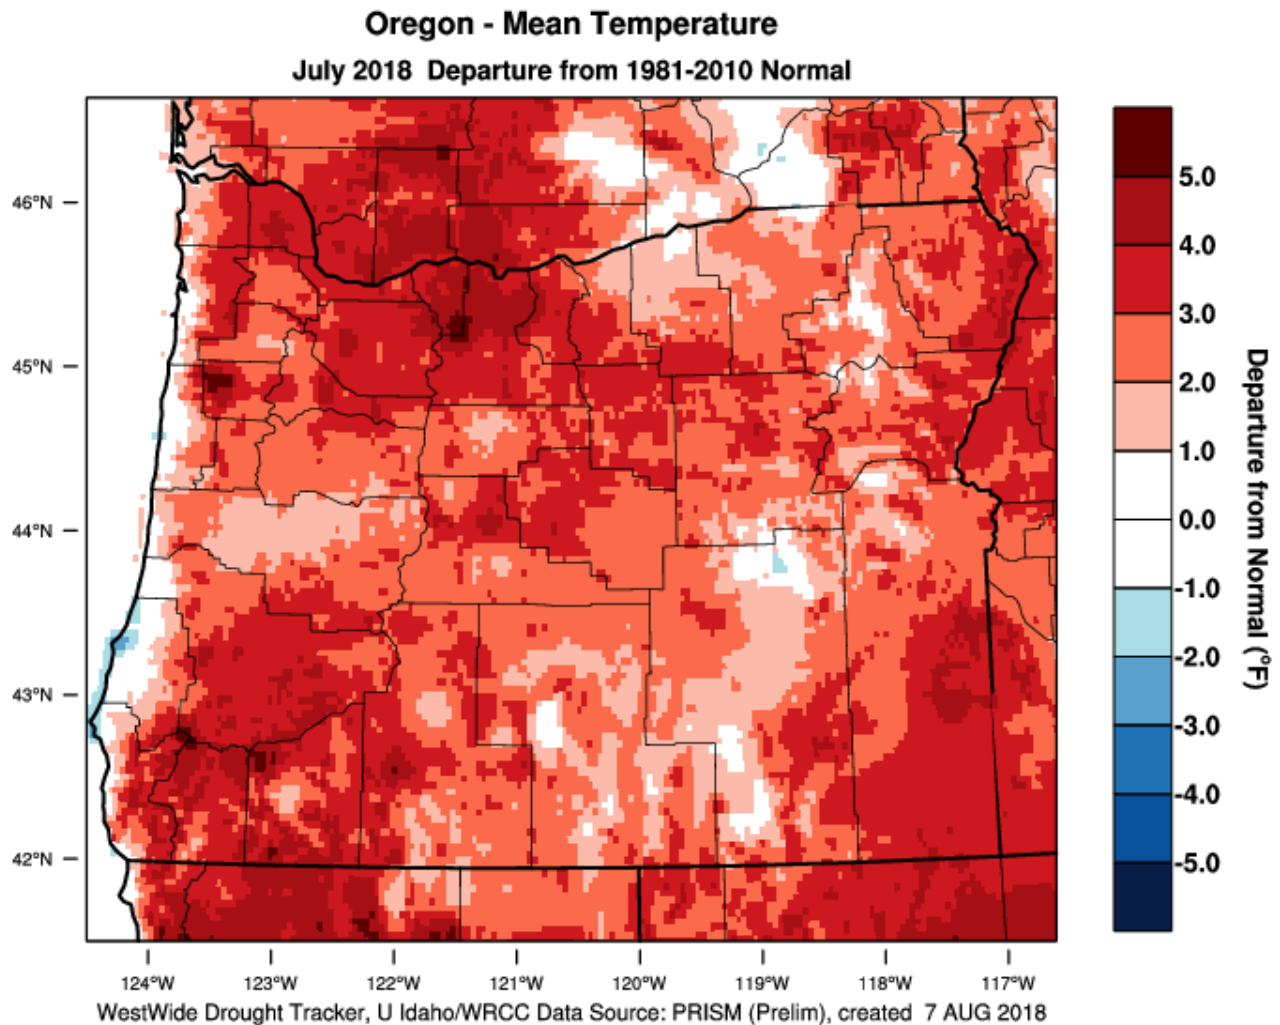 Oregon - Mean Temperature
July 2018  Departure from 1981-2010 Normal
46°N
45°N
44°N
43°N
42°N
124°W
123°W
122°W
121°W
120°W
119°W
118°W
117°W
5.0
4.0
3.0
2.0
1.0
0.0
-1.0
-2.0
-3.0
-4.0
-5.0
Departure from Normal (°F)
WestWide Drought Tracker, U Idaho/WRCC Data Source: PRISM (Prelim), created  7 AUG 2018